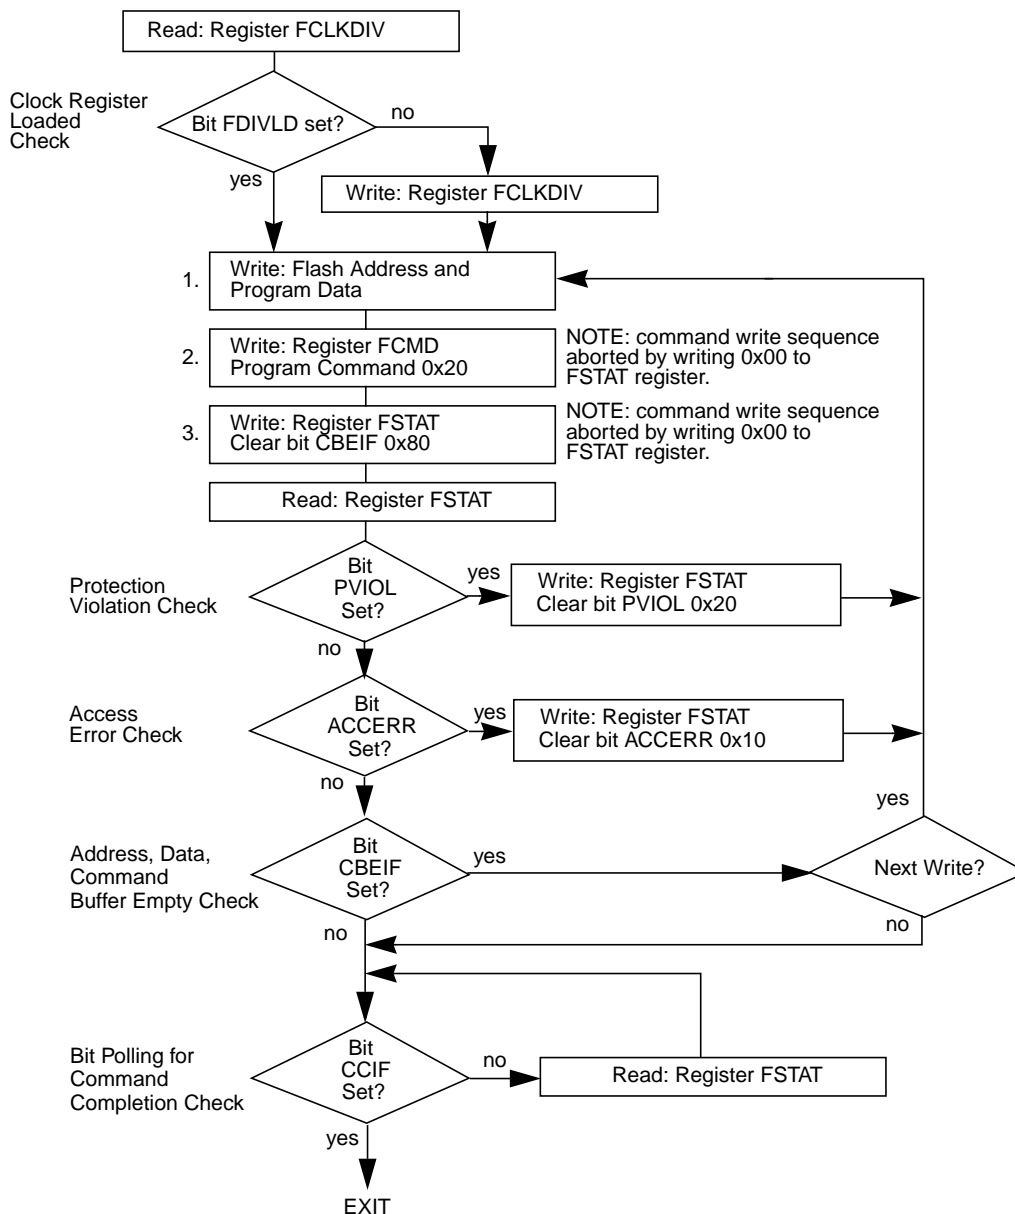 Read: Register FCLKDIV
Clock Register
Loaded
Check
Bit FDIVLD set?
no
yes
Write: Register FCLKDIV
1.
Write: Flash Address and
Program Data
2.
Write: Register FCMD
Program Command 0x20
NOTE: command write sequence
aborted by writing 0x00 to
FSTAT register.
3.
Write: Register FSTAT
Clear bit CBEIF 0x80
NOTE: command write sequence
aborted by writing 0x00 to
FSTAT register.
Read: Register FSTAT
Protection
Violation Check
Bit
PVIOL
Set?
yes
Write: Register FSTAT
Clear bit PVIOL 0x20
no
Access
Error Check
Bit
ACCERR
Set?
yes
Write: Register FSTAT
Clear bit ACCERR 0x10
no
yes
Address, Data,
Command
Buffer Empty Check
Bit
CBEIF
Set?
yes
Next Write?
no
no
Bit Polling for
Command
Completion Check
Bit
CCIF
Set?
no
Read: Register FSTAT
yes
EXIT